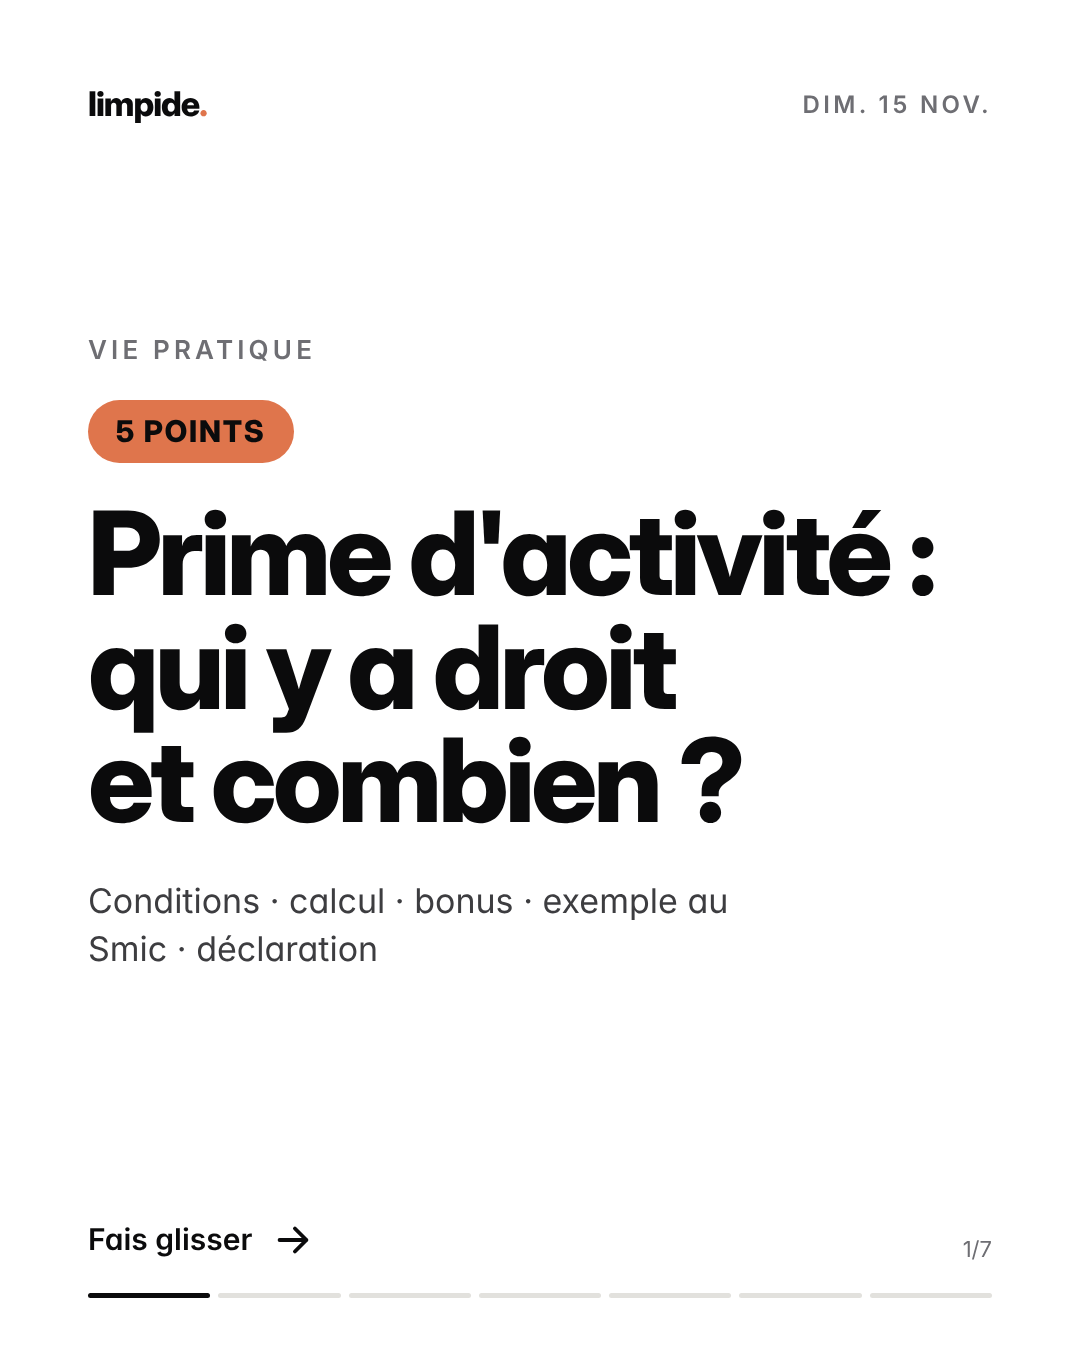 limpide.
DIM. 15 NOV.
VIE PRATIQUE
5 POINTS
Prime d'activité :
qui y a droit
et combien ?
Conditions · calcul · bonus · exemple au
Smic · déclaration
Fais glisser →
1/7